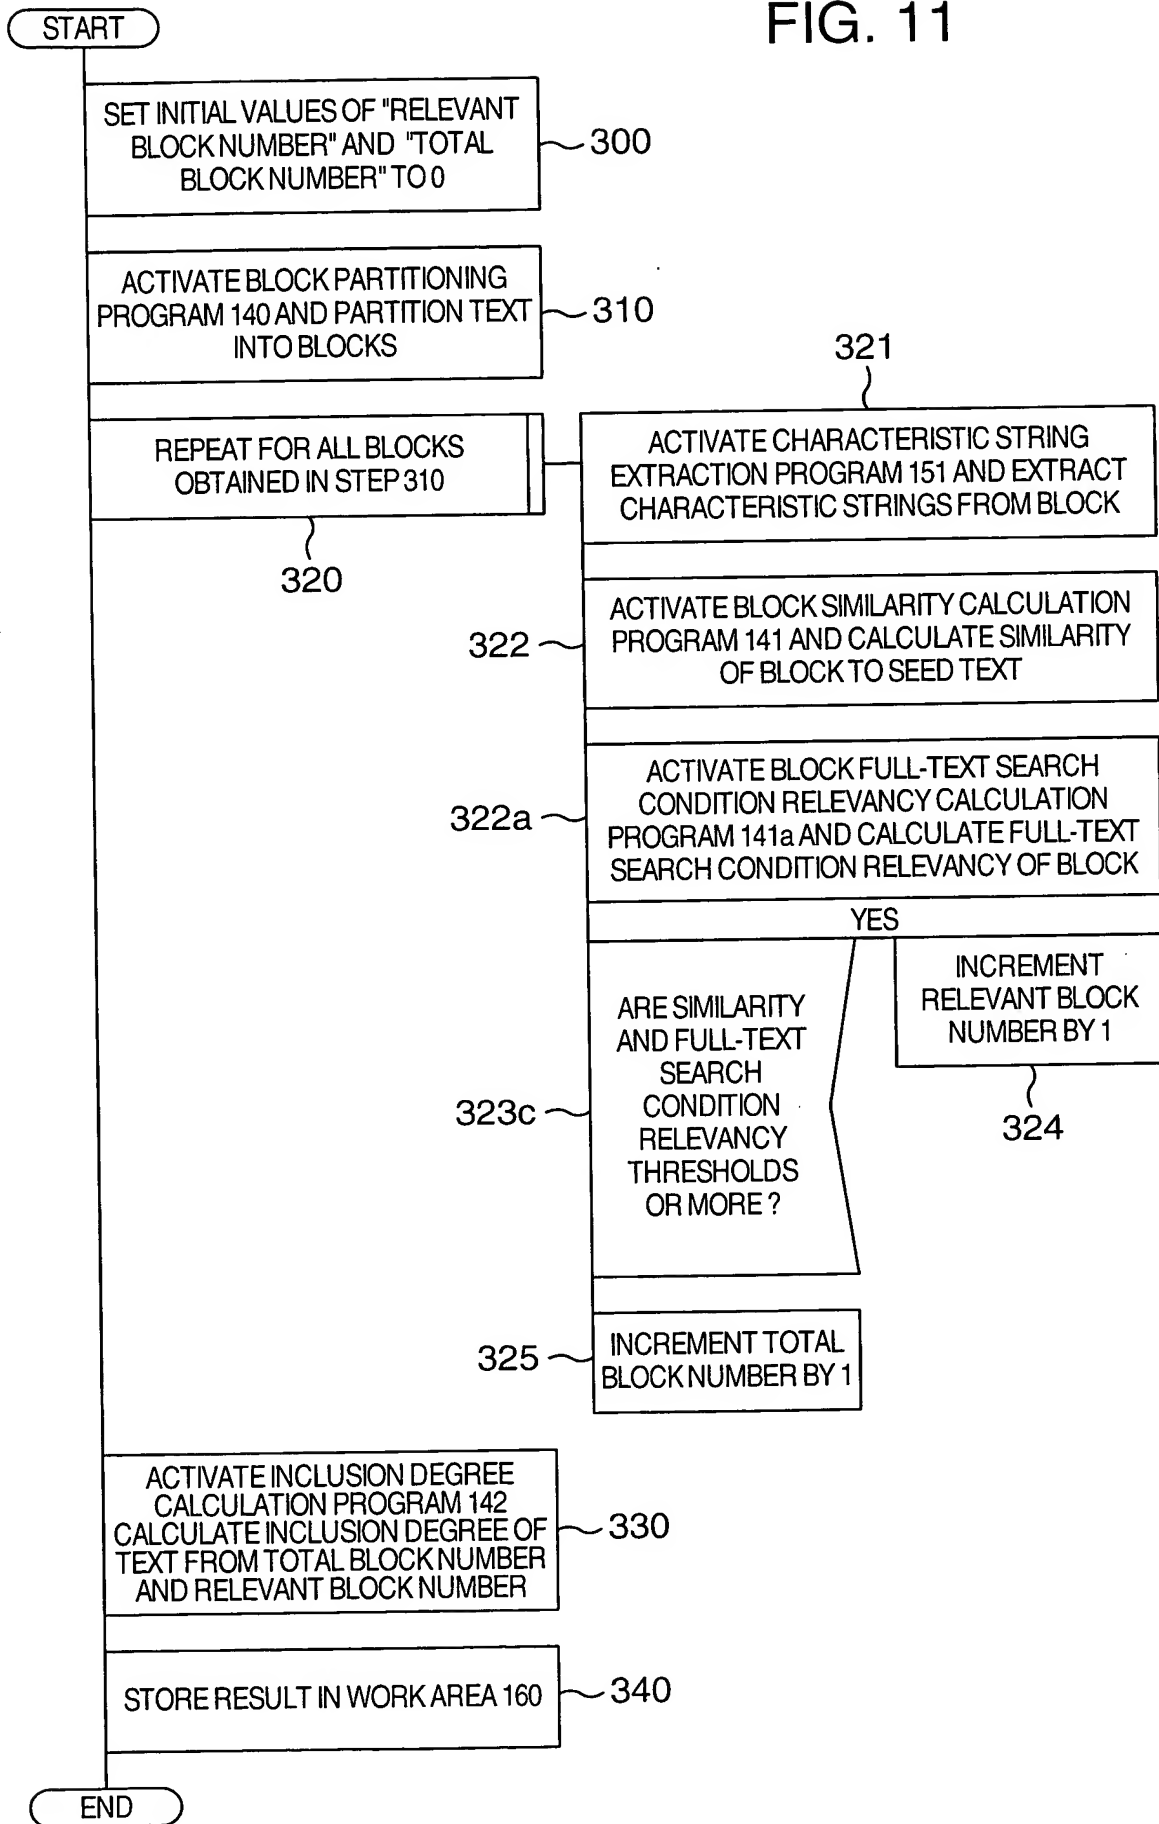 START
FIG. 11
SET INITIAL VALUES OF "RELEVANT
BLOCK NUMBER" AND "TOTAL
BLOCK NUMBER" TO 0
300
ACTIVATE BLOCK PARTITIONING
PROGRAM 140 AND PARTITION TEXT
INTO BLOCKS
310
REPEAT FOR ALL BLOCKS
OBTAINED IN STEP 310
320
321
ACTIVATE CHARACTERISTIC STRING
EXTRACTION PROGRAM 151 AND EXTRACT
CHARACTERISTIC STRINGS FROM BLOCK
322
ACTIVATE BLOCK SIMILARITY CALCULATION
PROGRAM 141 AND CALCULATE SIMILARITY
OF BLOCK TO SEED TEXT
322a
ACTIVATE BLOCK FULL-TEXT SEARCH
CONDITION RELEVANCY CALCULATION
PROGRAM 141a AND CALCULATE FULL-TEXT
SEARCH CONDITION RELEVANCY OF BLOCK
YES
323c
ARE SIMILARITY
AND FULL-TEXT
SEARCH
CONDITION
RELEVANCY
THRESHOLDS
OR MORE ?
INCREMENT
RELEVANT BLOCK
NUMBER BY 1
324
325
INCREMENT TOTAL
BLOCK NUMBER BY 1
ACTIVATE INCLUSION DEGREE
CALCULATION PROGRAM 142
CALCULATE INCLUSION DEGREE OF
TEXT FROM TOTAL BLOCK NUMBER
AND RELEVANT BLOCK NUMBER
330
STORE RESULT IN WORK AREA 160
340
END